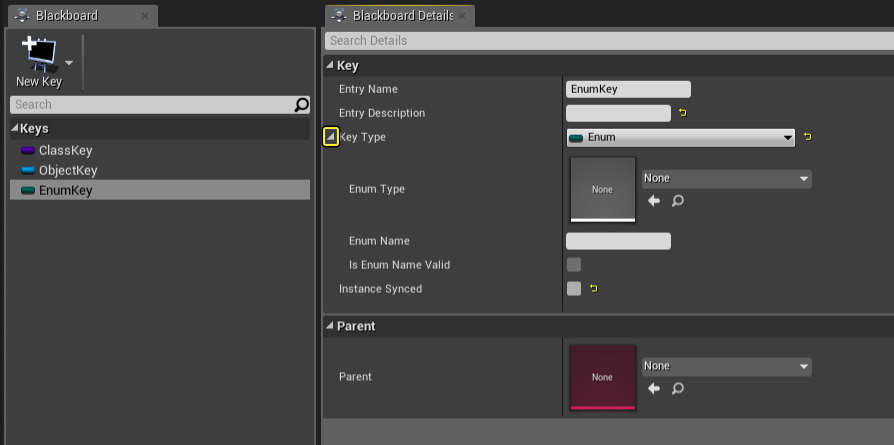 Blackboard
New Key
Search
Keys
ClassKey
ObjectKey
EnumKey
Blackboard Details
Search Details
Key
Entry Name
EnumKey
Entry Description
Key Type
Enum
Enum Type
None
None
Enum Name
Is Enum Name Valid
Instance Synced
Parent
Parent
None
None